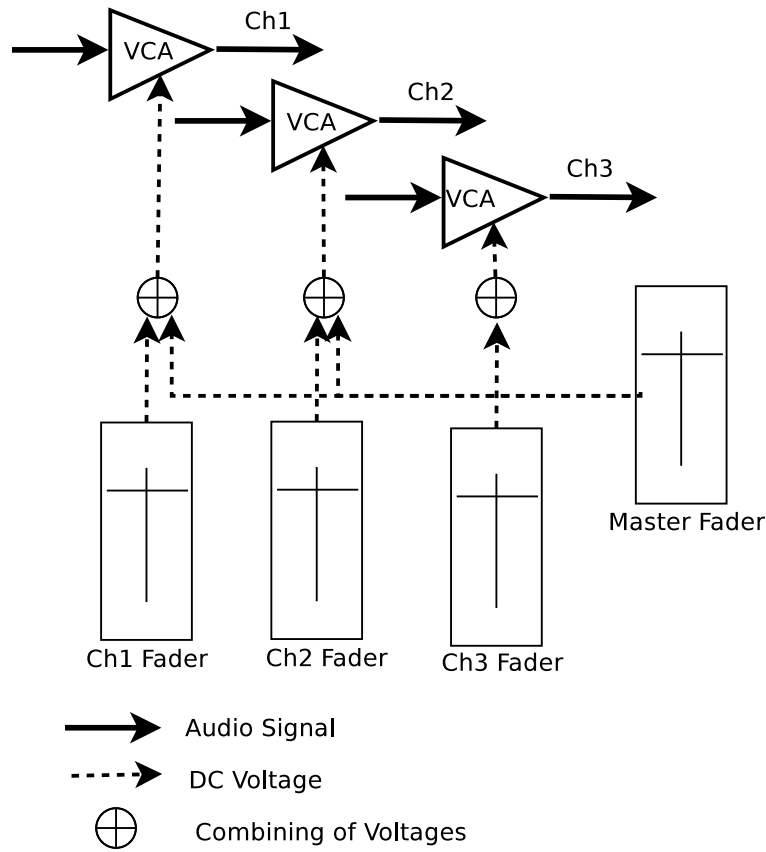 Ch1
VCA
Ch2
VCA
Ch3
VCA
Master Fader
Ch1 Fader
Ch2 Fader
Ch3 Fader
Audio Signal
DC Voltage
Combining of Voltages